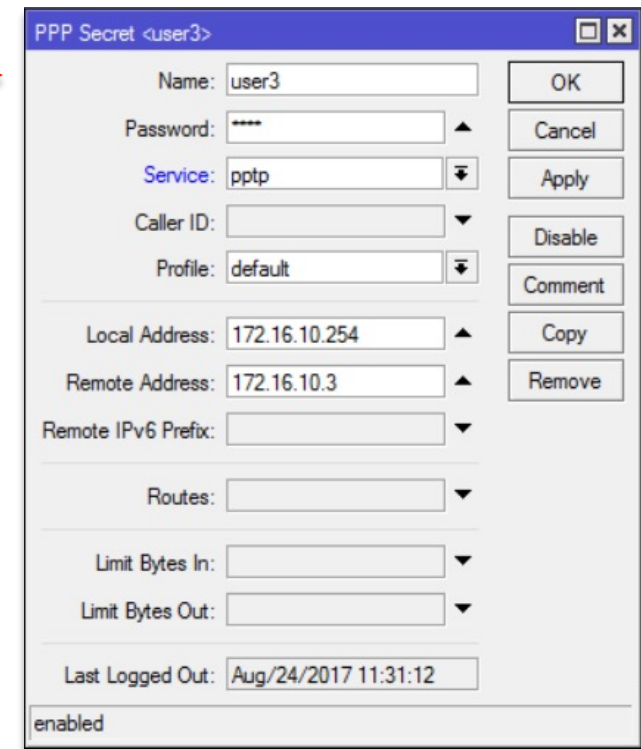 PPP Secret <user3>
Name: user3
OK
Password: ****
Cancel
Service: pptp
Apply
Caller ID:
Disable
Profile: default
Comment
Local Address: 172.16.10.254
Copy
Remote Address: 172.16.10.3
Remove
Remote IPv6 Prefix:
Routes:
Limit Bytes In:
Limit Bytes Out:
Last Logged Out: Aug/24/2017 11:31:12
enabled